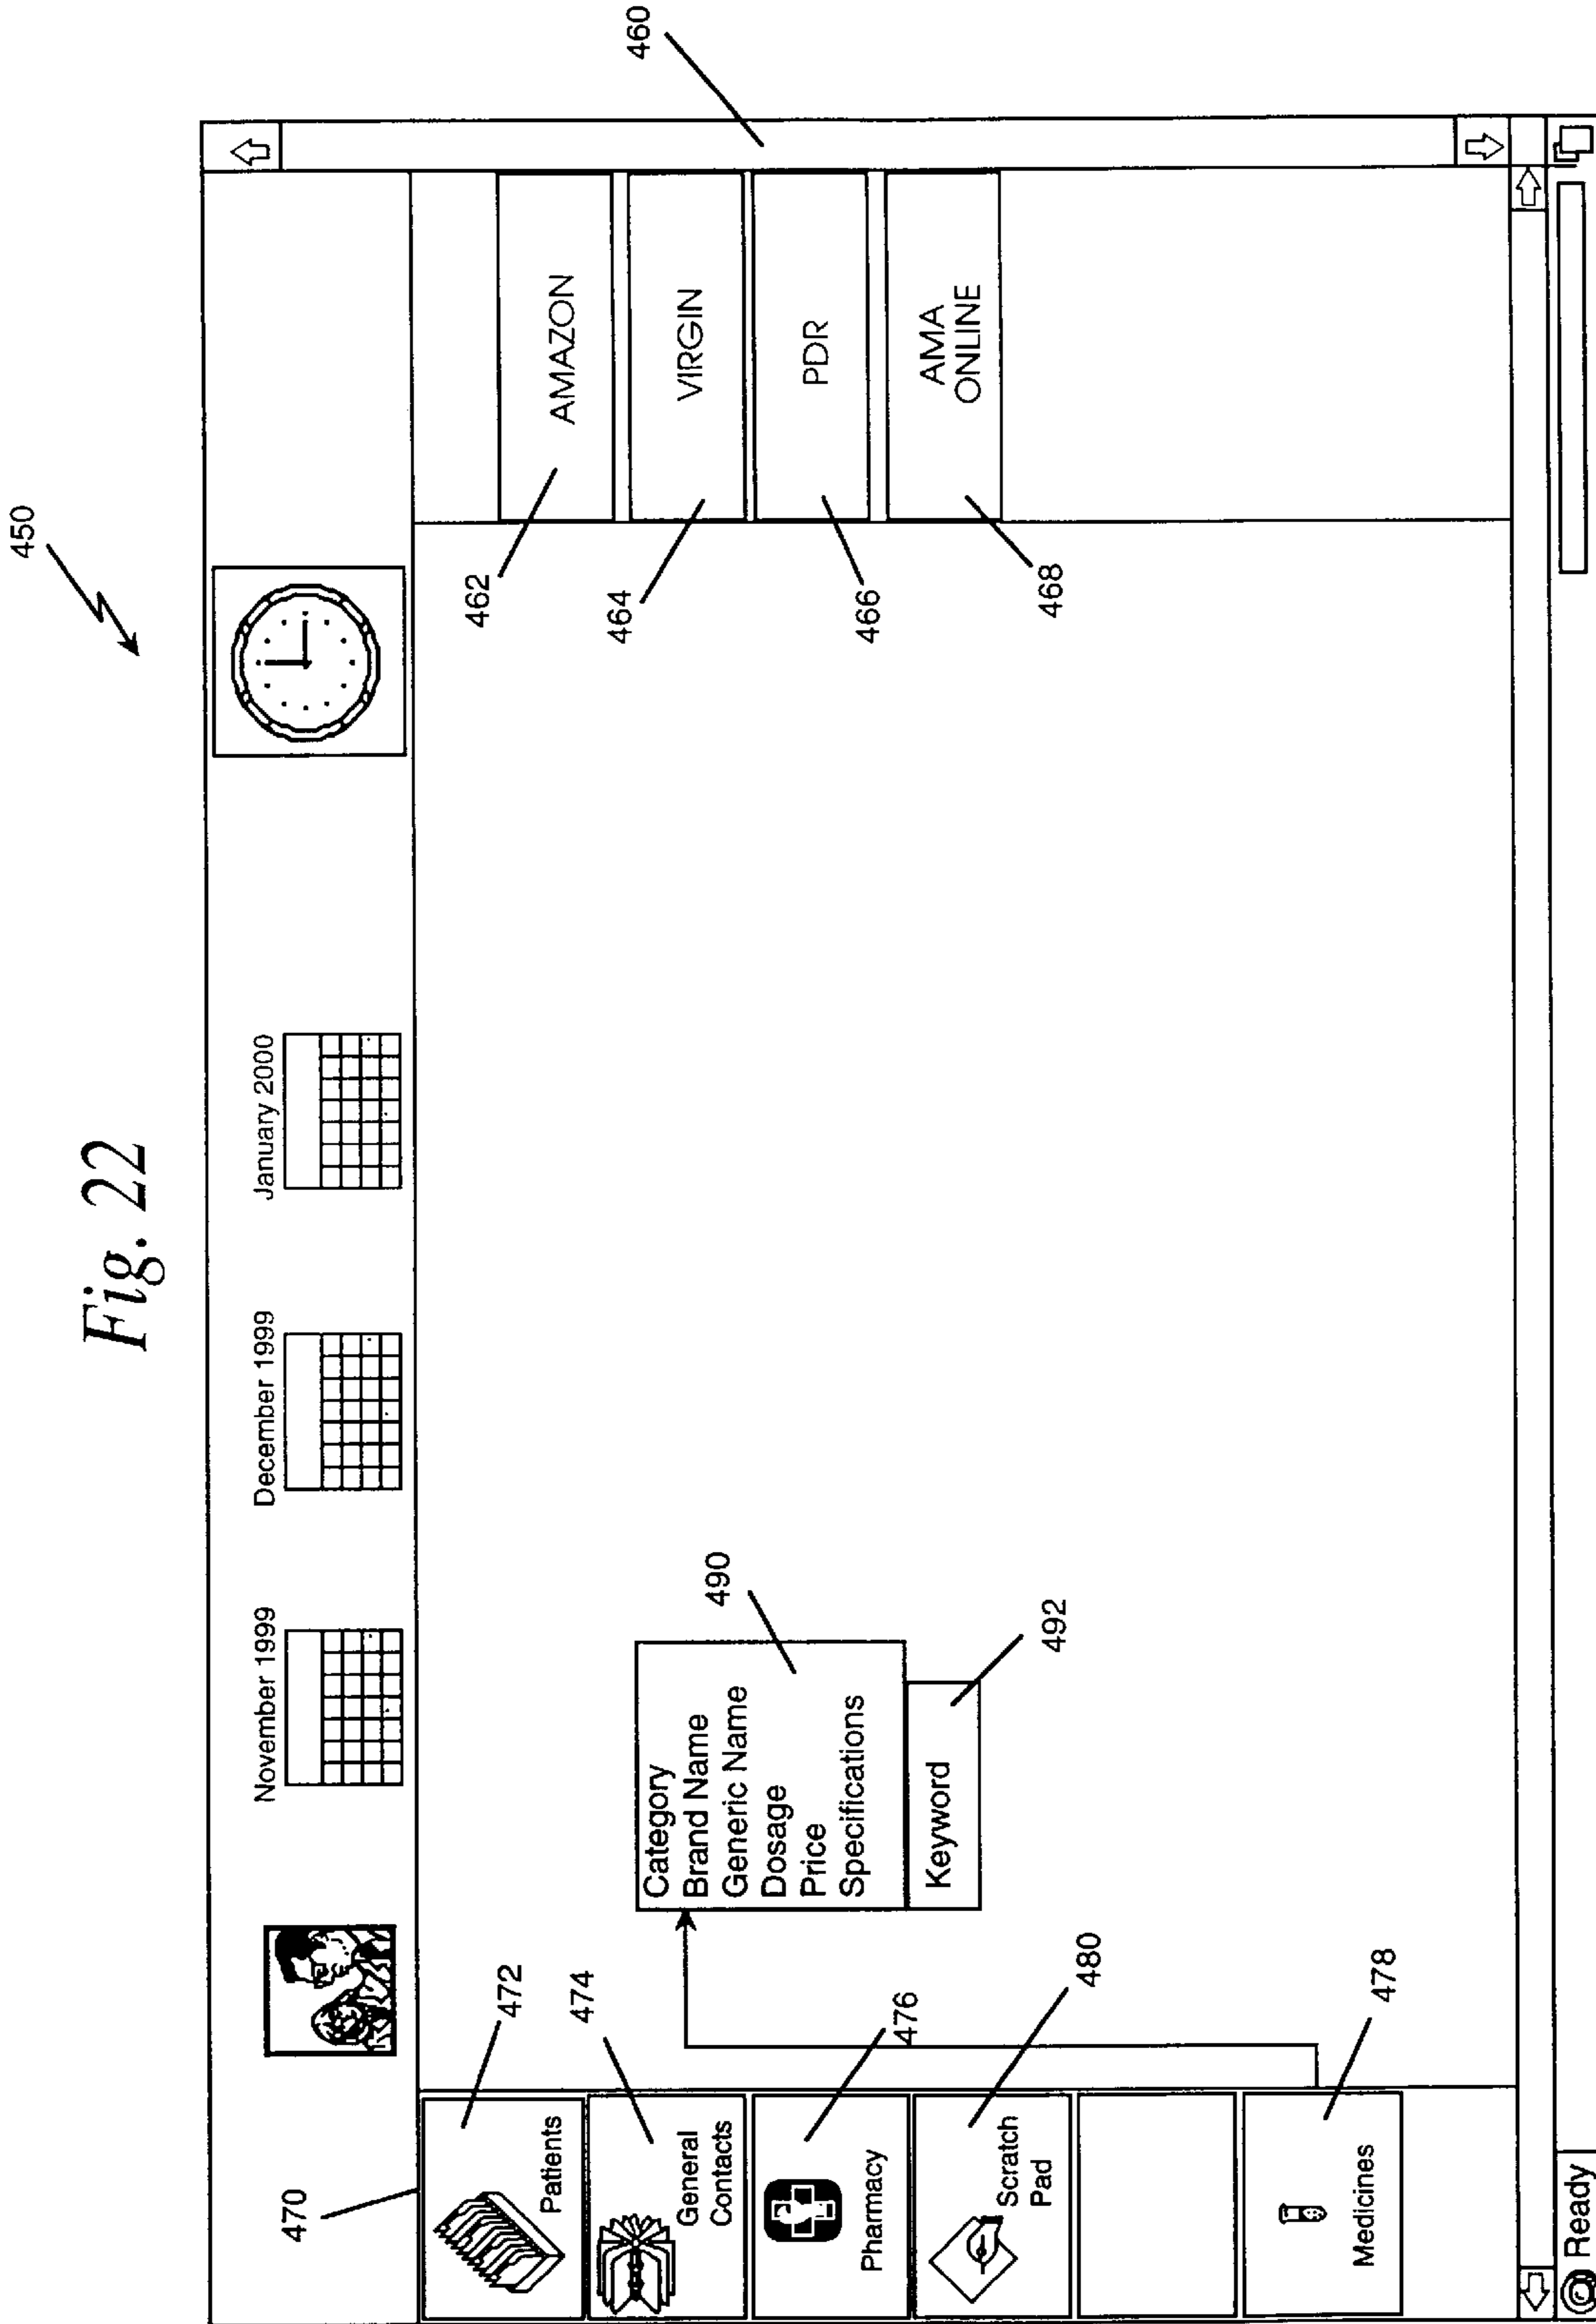 Fig. 22
450
November 1999
December 1999
January 2000
470
Patients
472
General
Contacts
474
Pharmacy
476
Scratch
Pad
480
Medicines
478
Category
Brand Name
Generic Name
Dosage
Price
Specifications
490
Keyword
492
AMAZON
462
VIRGIN
464
PDR
466
AMA
ONLINE
468
460
© Ready